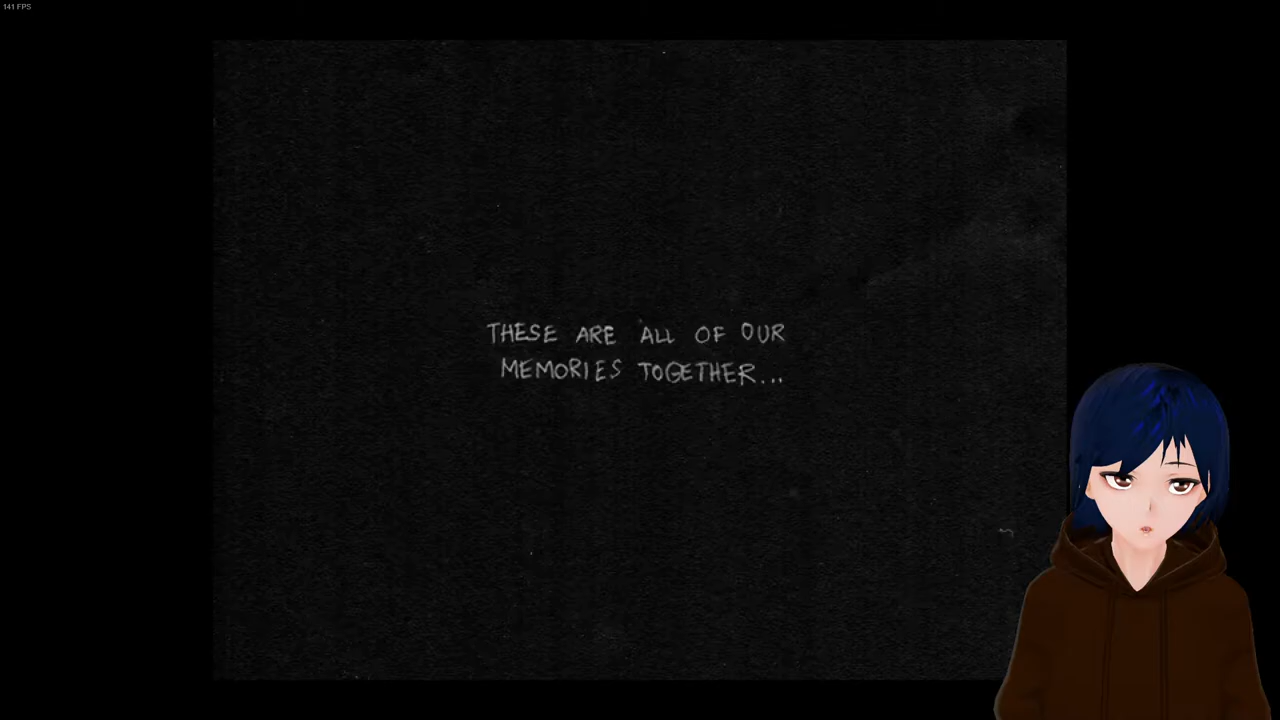 141 FPS
THESE ARE ALL OF OUR
MEMORIES TOGETHER...